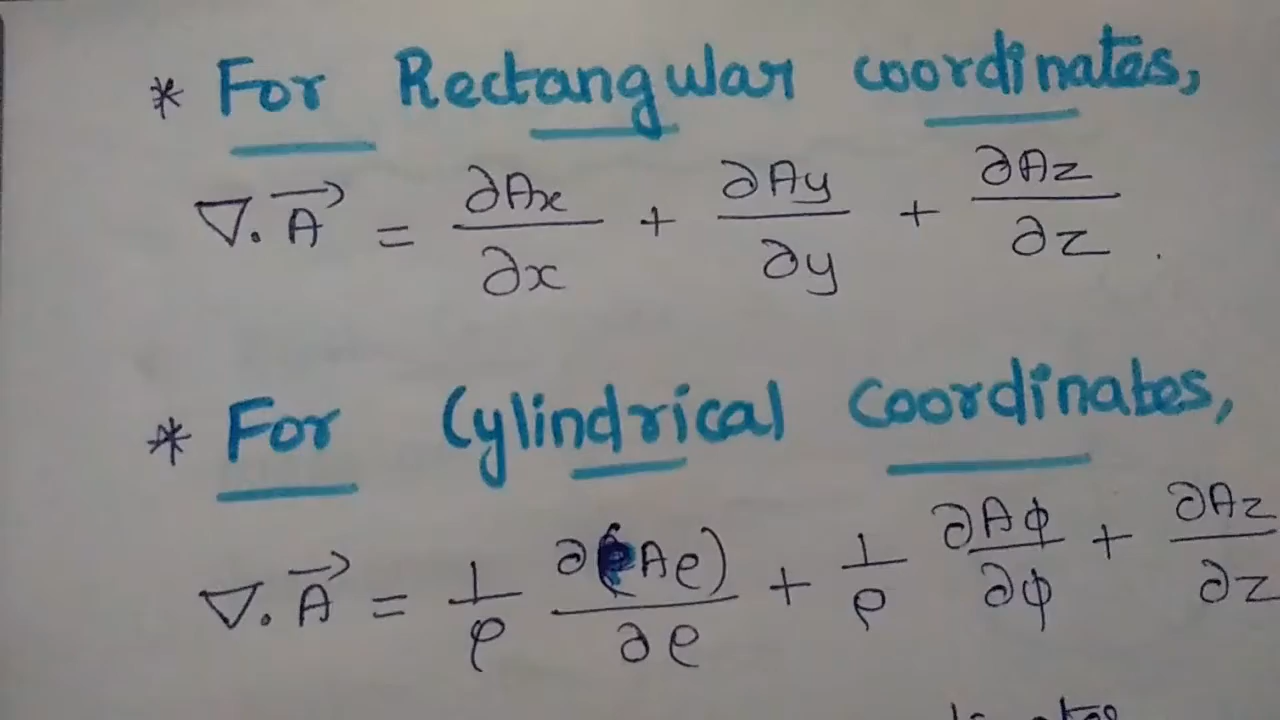 * For Rectangular coordinates,
∇. A⃗ = ∂Ax/∂x + ∂Ay/∂y + ∂Az/∂z .
* For Cylindrical Coordinates,
∇. A⃗ = 1/ρ ∂(ρAρ)/∂ρ + 1/ρ ∂Aϕ/∂ϕ + ∂Az/∂z